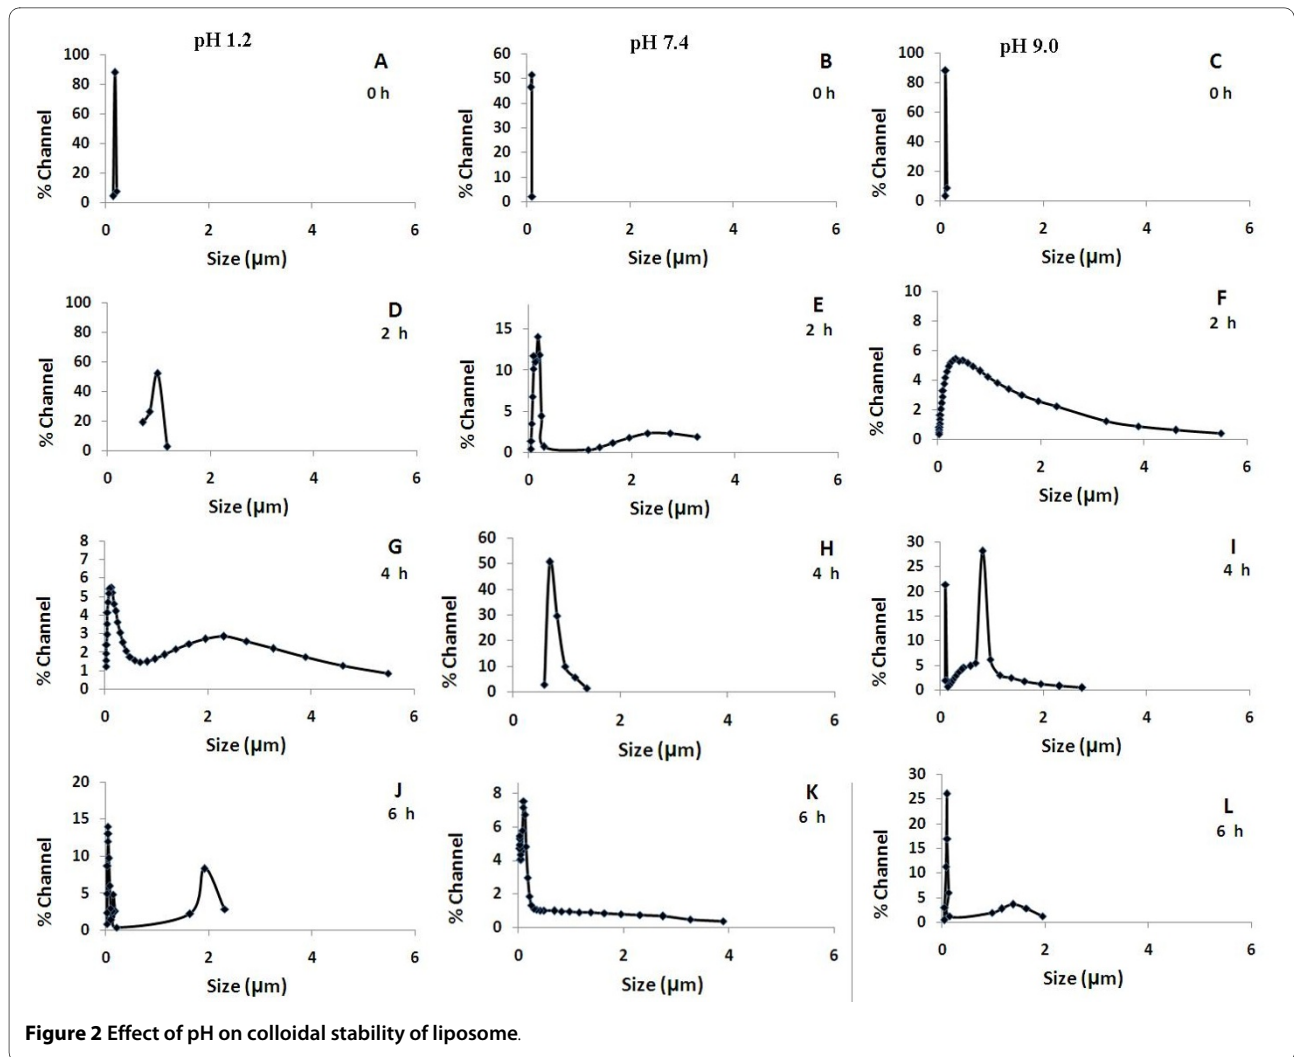 pH 1.2
pH 7.4
pH 9.0
100
80
60
40
20
0
% Channel
0
2
4
6
Size (µm)
A
0 h
60
50
40
30
20
10
0
% Channel
0
2
4
6
Size (µm)
B
0 h
100
80
60
40
20
0
% Channel
0
2
4
6
Size (µm)
C
0 h
100
80
60
40
20
0
% Channel
0
2
4
6
Size (µm)
D
2 h
15
10
5
0
% Channel
0
2
4
6
Size (µm)
E
2 h
10
8
6
4
2
0
% Channel
0
2
4
6
Size (µm)
F
2 h
8
7
6
5
4
3
2
1
0
% Channel
0
2
4
6
Size (µm)
G
4 h
60
50
40
30
20
10
0
% Channel
0
2
4
6
Size (µm)
H
4 h
30
25
20
15
10
5
0
% Channel
0
2
4
6
Size (µm)
I
4 h
20
15
10
5
0
% Channel
0
2
4
6
Size (µm)
J
6 h
8
6
4
2
0
% Channel
0
2
4
6
Size (µm)
K
6 h
30
25
20
15
10
5
0
% Channel
0
2
4
6
Size (µm)
L
6 h
Figure 2 Effect of pH on colloidal stability of liposome.